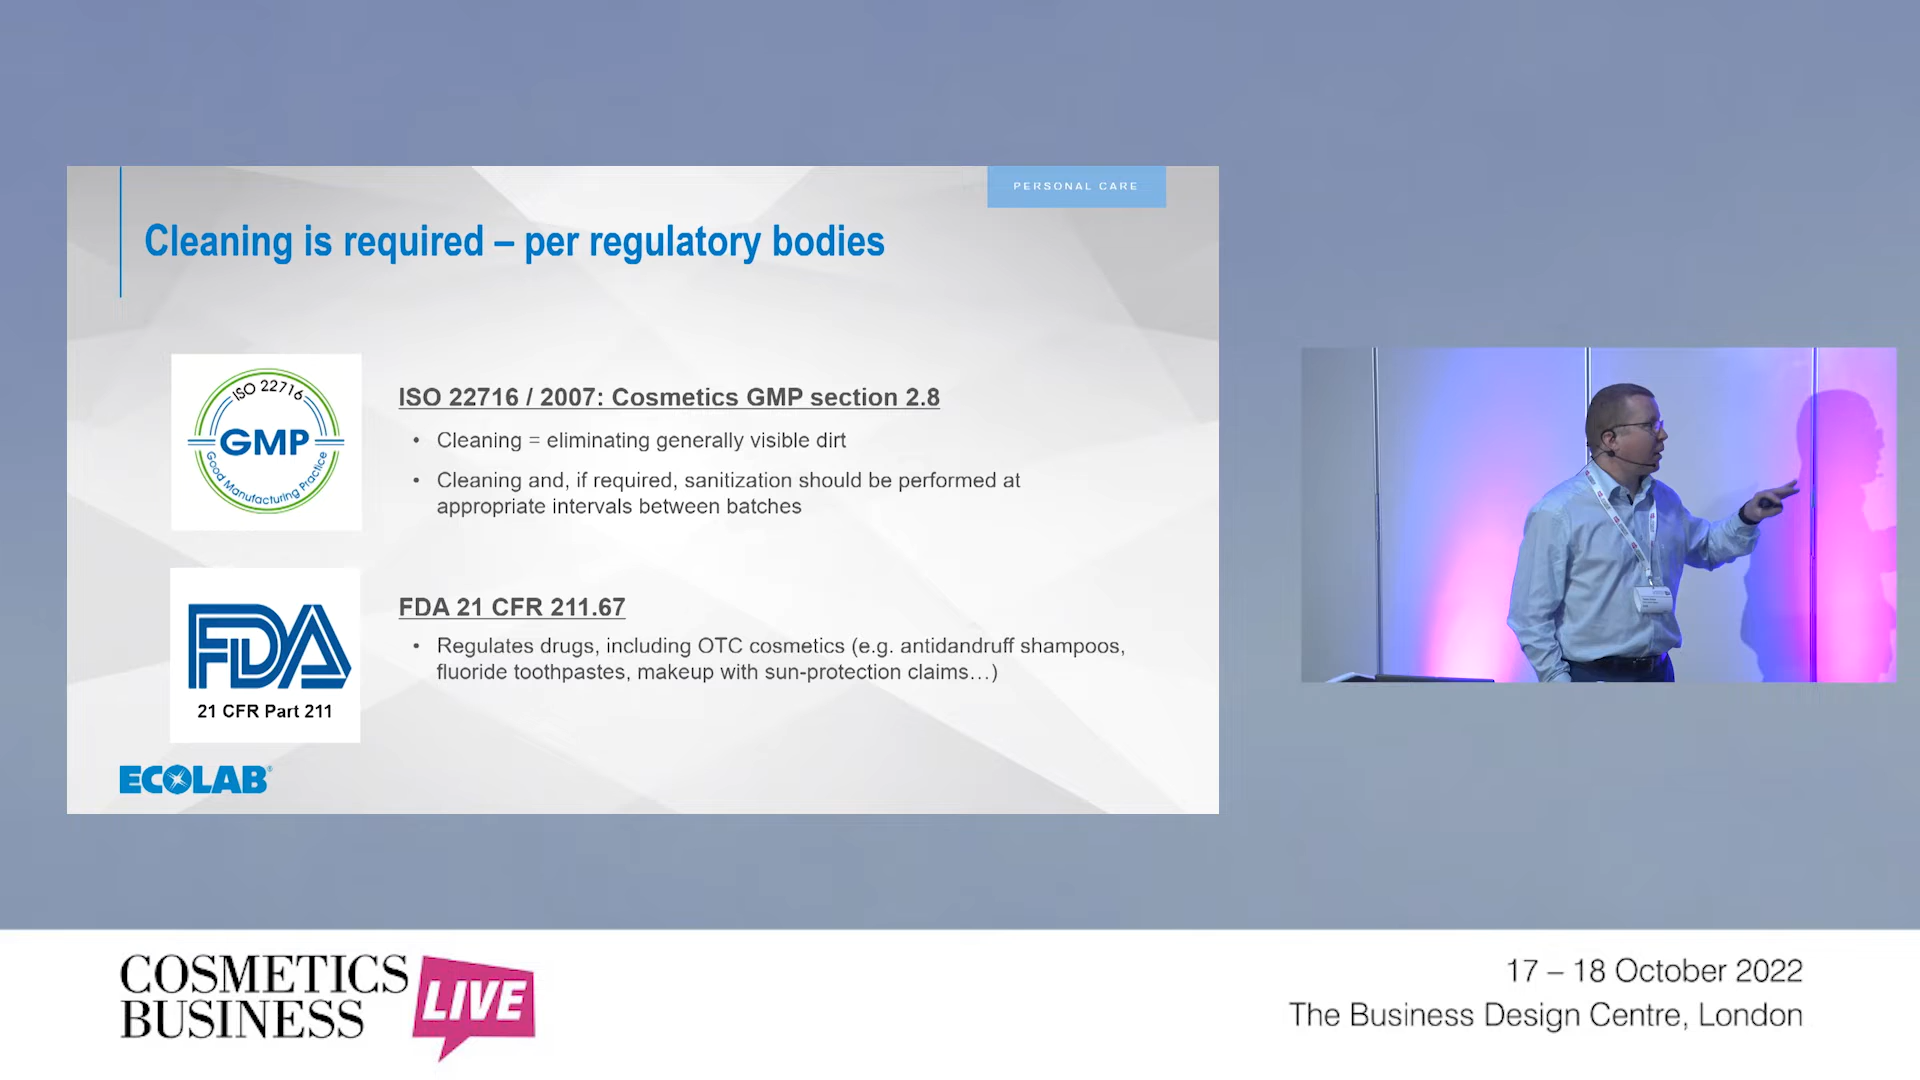 PERSONAL CARE
Cleaning is required – per regulatory bodies
ISO 22716
GMP
Good Manufacturing Practice
ISO 22716 / 2007: Cosmetics GMP section 2.8
• Cleaning = eliminating generally visible dirt
• Cleaning and, if required, sanitization should be performed at
appropriate intervals between batches
FDA
21 CFR Part 211
FDA 21 CFR 211.67
• Regulates drugs, including OTC cosmetics (e.g. antidandruff shampoos,
fluoride toothpastes, makeup with sun-protection claims…)
ECOLAB®
COSMETICS
BUSINESS
LIVE
17 – 18 October 2022
The Business Design Centre, London